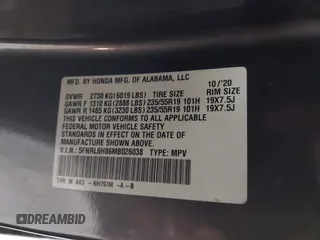 MFD. BY HONDA MFG. OF ALABAMA, LLC
10/'20
GVWR 2730 KG(6019 LBS) TIRE SIZE RIM SIZE
GAWR F 1310 KG(2888 LBS) 235/55R19 101H 19X7.5J
GAWR R 1465 KG(3230 LBS) 235/55R19 101H 19X7.5J
THIS VEHICLE CONFORMS TO ALL APPLICABLE
FEDERAL MOTOR VEHICLE SAFETY
STANDARDS IN EFFECT ON THE DATE OF
MANUFACTURE SHOWN ABOVE.
V.I.N.: 5FNRL6H86MB026038 TYPE: MPV
THR M A45 -NH797M -A-B
DREAMBID